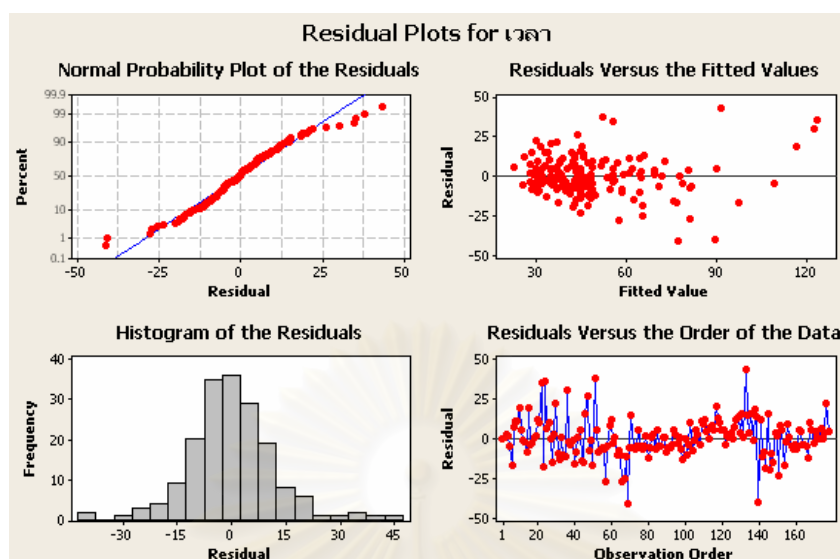 Residual Plots for เวลา
Normal Probability Plot of the Residuals
99.9
99
90
50
10
1
0.1
Percent
-50 -25 0 25 50
Residual
Residuals Versus the Fitted Values
50
25
0
-25
-50
Residual
30 60 90 120
Fitted Value
Histogram of the Residuals
40
30
20
10
0
Frequency
-30 -15 0 15 30 45
Residual
Residuals Versus the Order of the Data
50
25
0
-25
-50
Residual
1 20 40 60 80 100 120 140 160
Observation Order